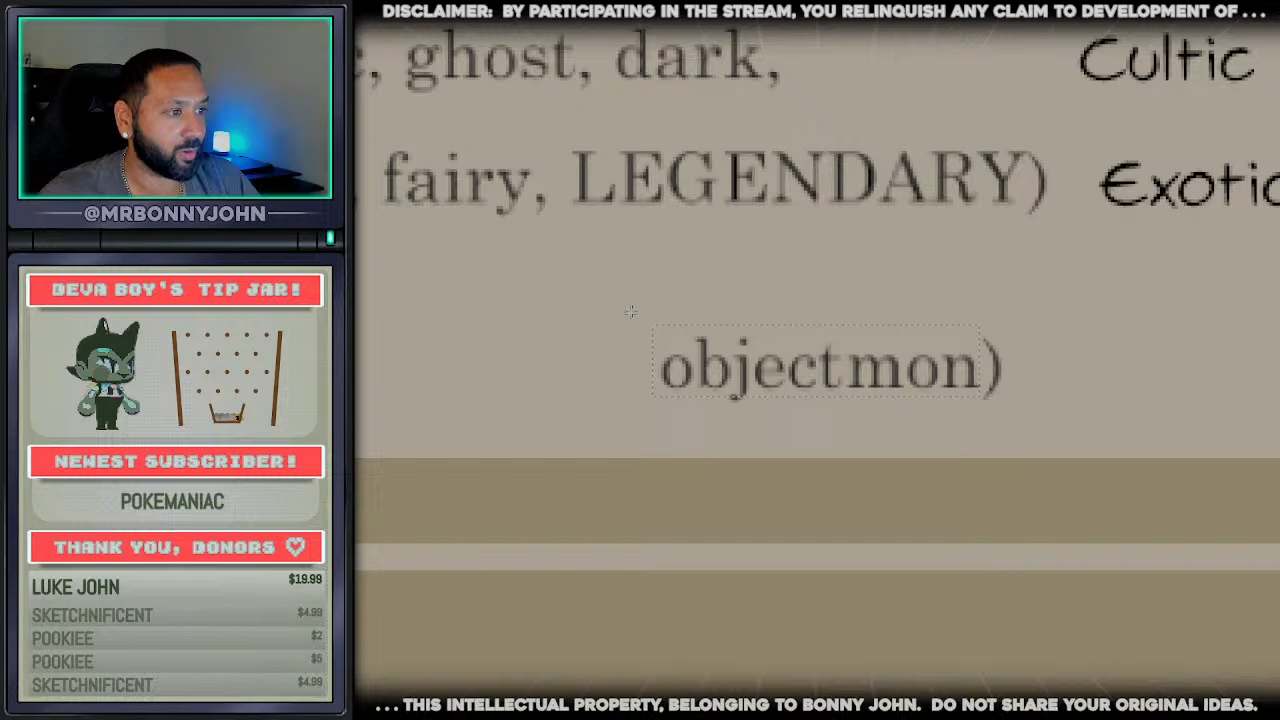 DISCLAIMER: BY PARTICIPATING IN THE STREAM, YOU RELINQUISH ANY CLAIM TO DEVELOPMENT OF . . .
ghost, dark,
Cultic
fairy, LEGENDARY)
Exotic
objectmon)
@MRBONNYJOHN
DEVA BOY'S TIP JAR!
NEWEST SUBSCRIBER!
POKEMANIAC
THANK YOU, DONORS
LUKE JOHN $19.99
SKETCHNIFICENT $4.99
POOKIEE $2
POOKIEE $5
SKETCHNIFICENT $4.99
. . . THIS INTELLECTUAL PROPERTY, BELONGING TO BONNY JOHN. DO NOT SHARE YOUR ORIGINAL IDEAS.